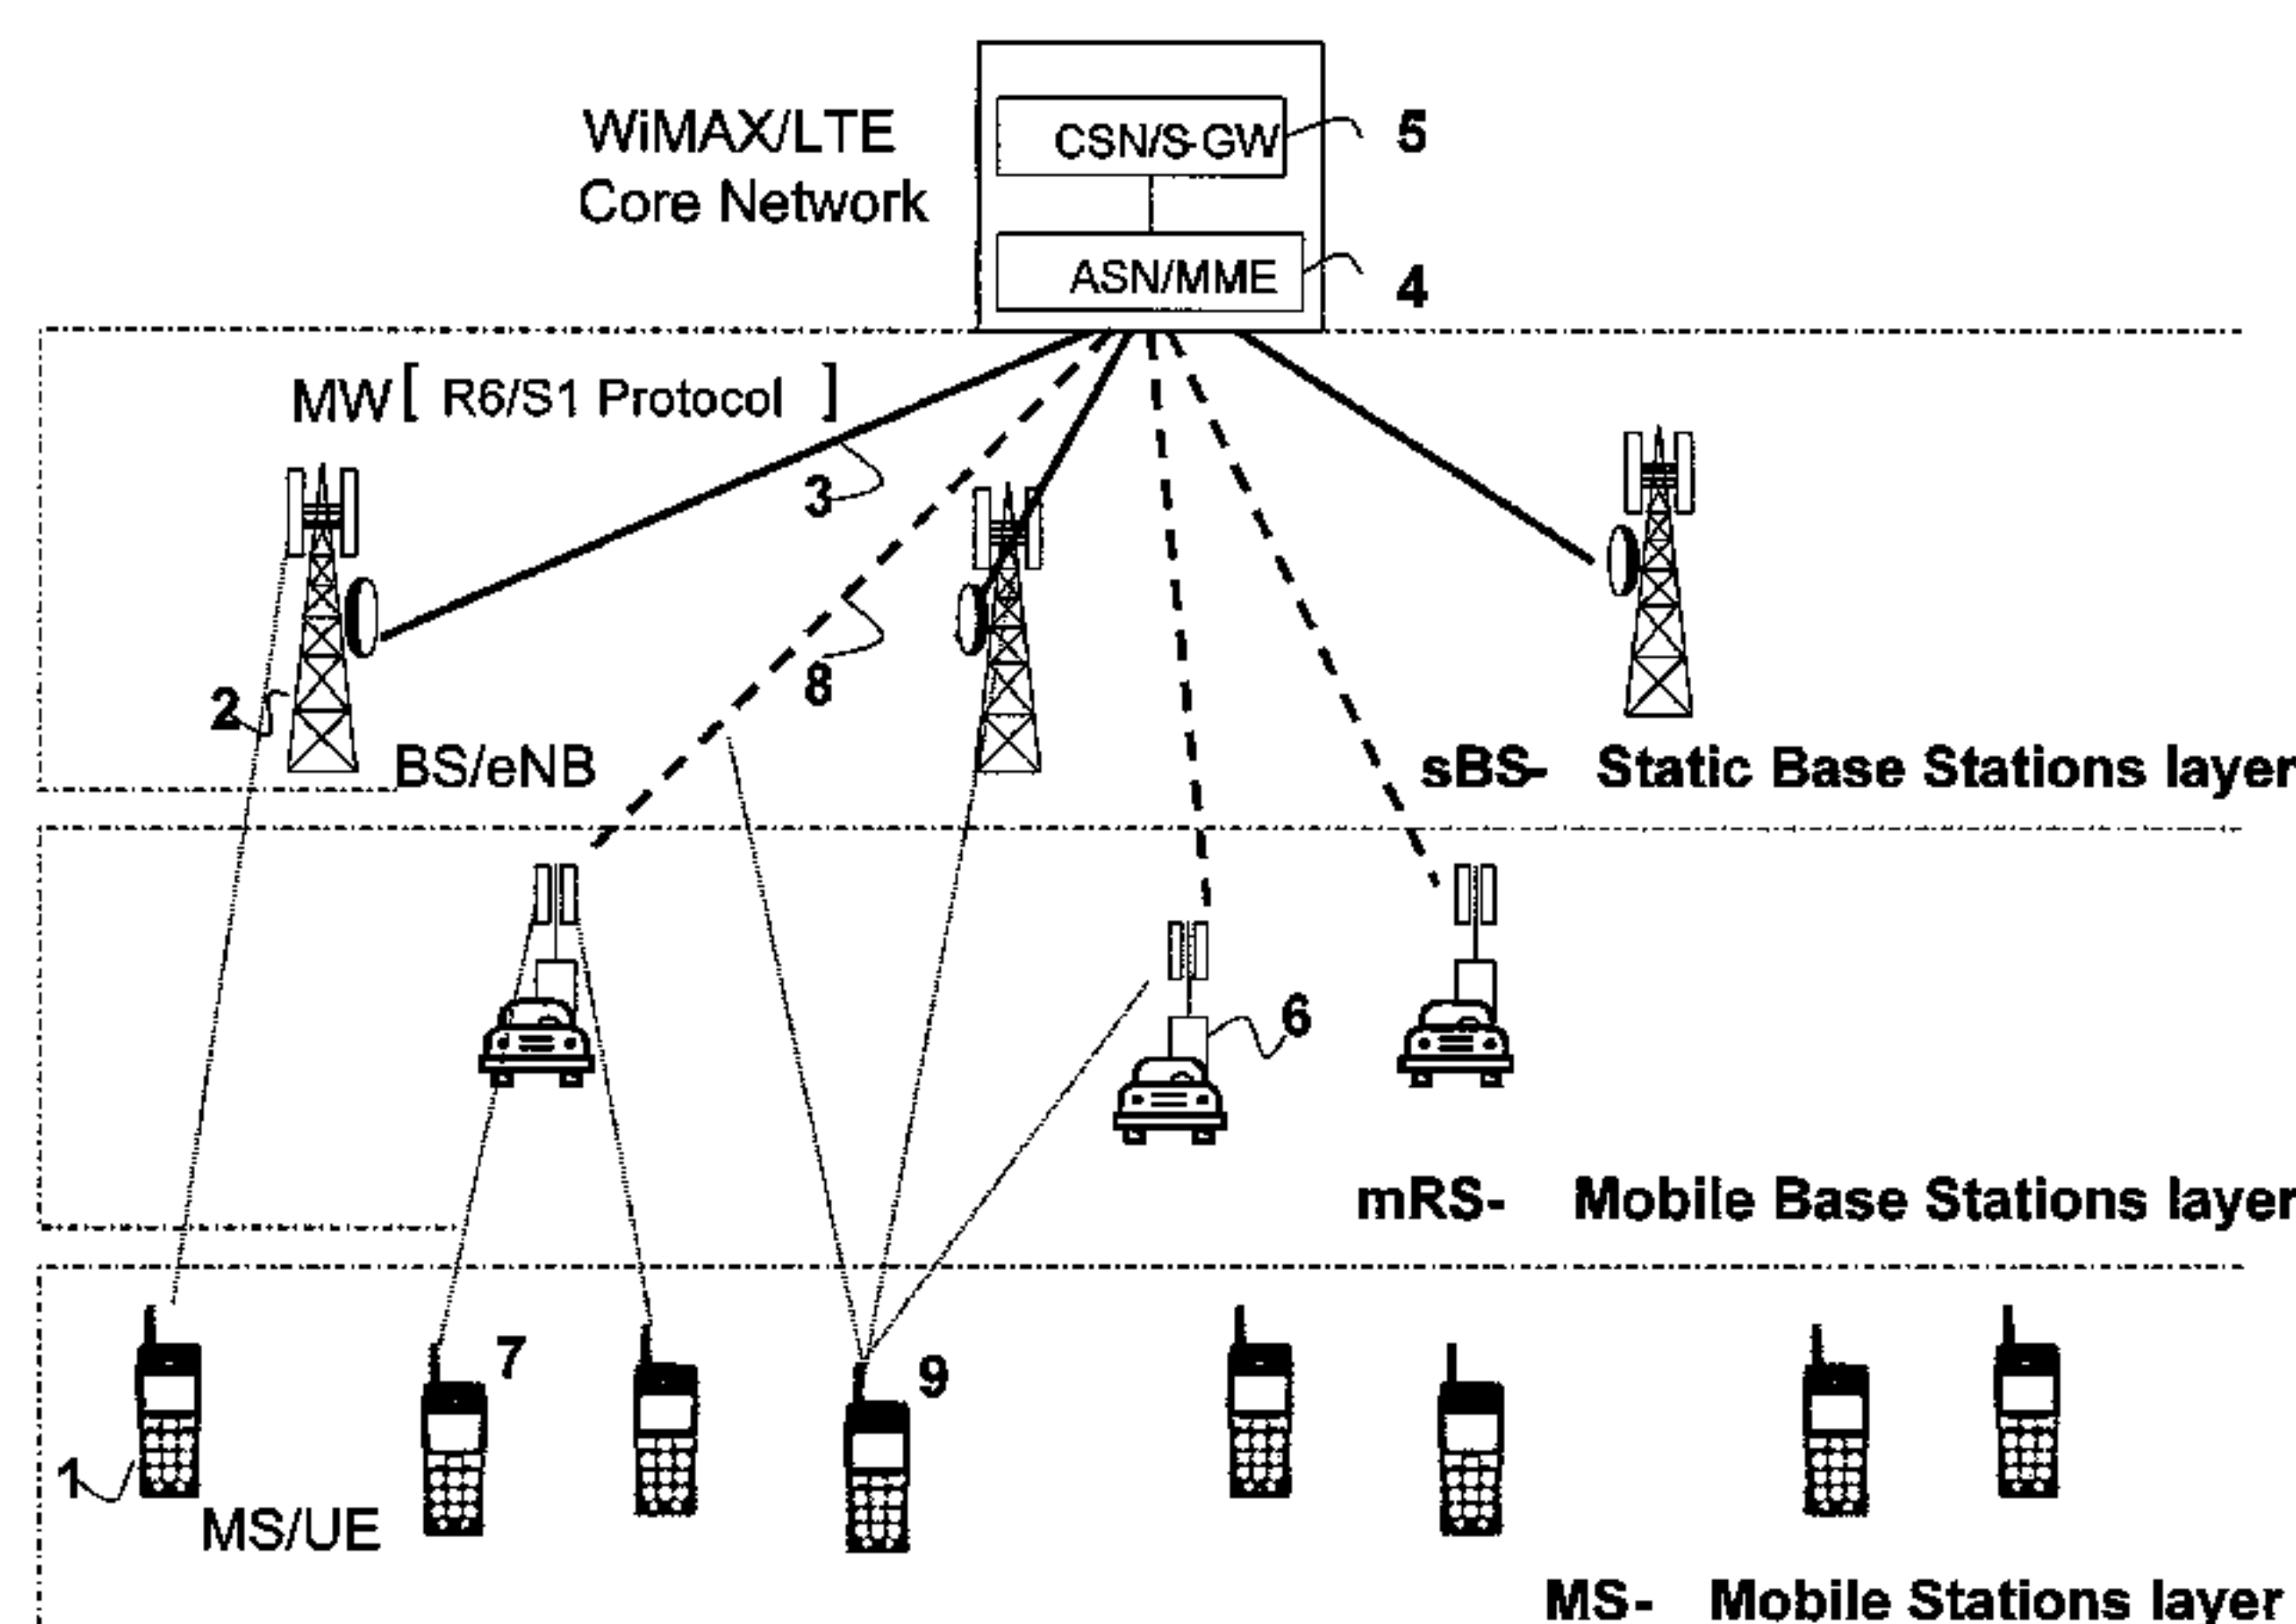 WiMAX/LTE
Core Network
CSN/S-GW
5
ASN/MME
4
MW [ R6/S1 Protocol ]
3
8
2
BS/eNB
sBS- Static Base Stations layer
6
mRS- Mobile Base Stations layer
7
9
1
MS/UE
MS- Mobile Stations layer